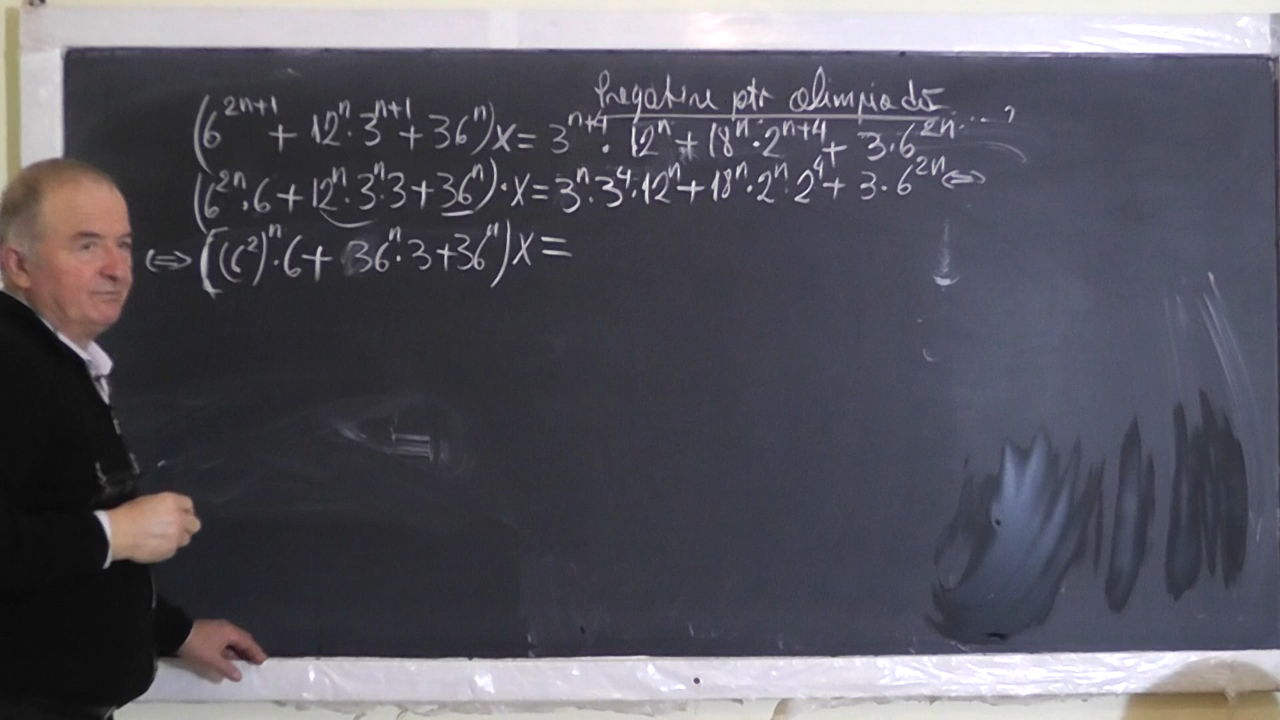 Pregatire ptr olimpiadă
(6^{2n+1} + 12^n · 3^{n+1} + 36^n)x = 3^{n+4} · 12^n + 18^n · 2^{n+4} + 3 · 6^{2n} ... ?
(6^{2n} · 6 + 12^n · 3^n · 3 + 36^n) · x = 3^n · 3^4 · 12^n + 18^n · 2^n · 2^4 + 3 · 6^{2n} ⇔
⇔ [(6^2)^n · 6 + 36^n · 3 + 36^n)x =